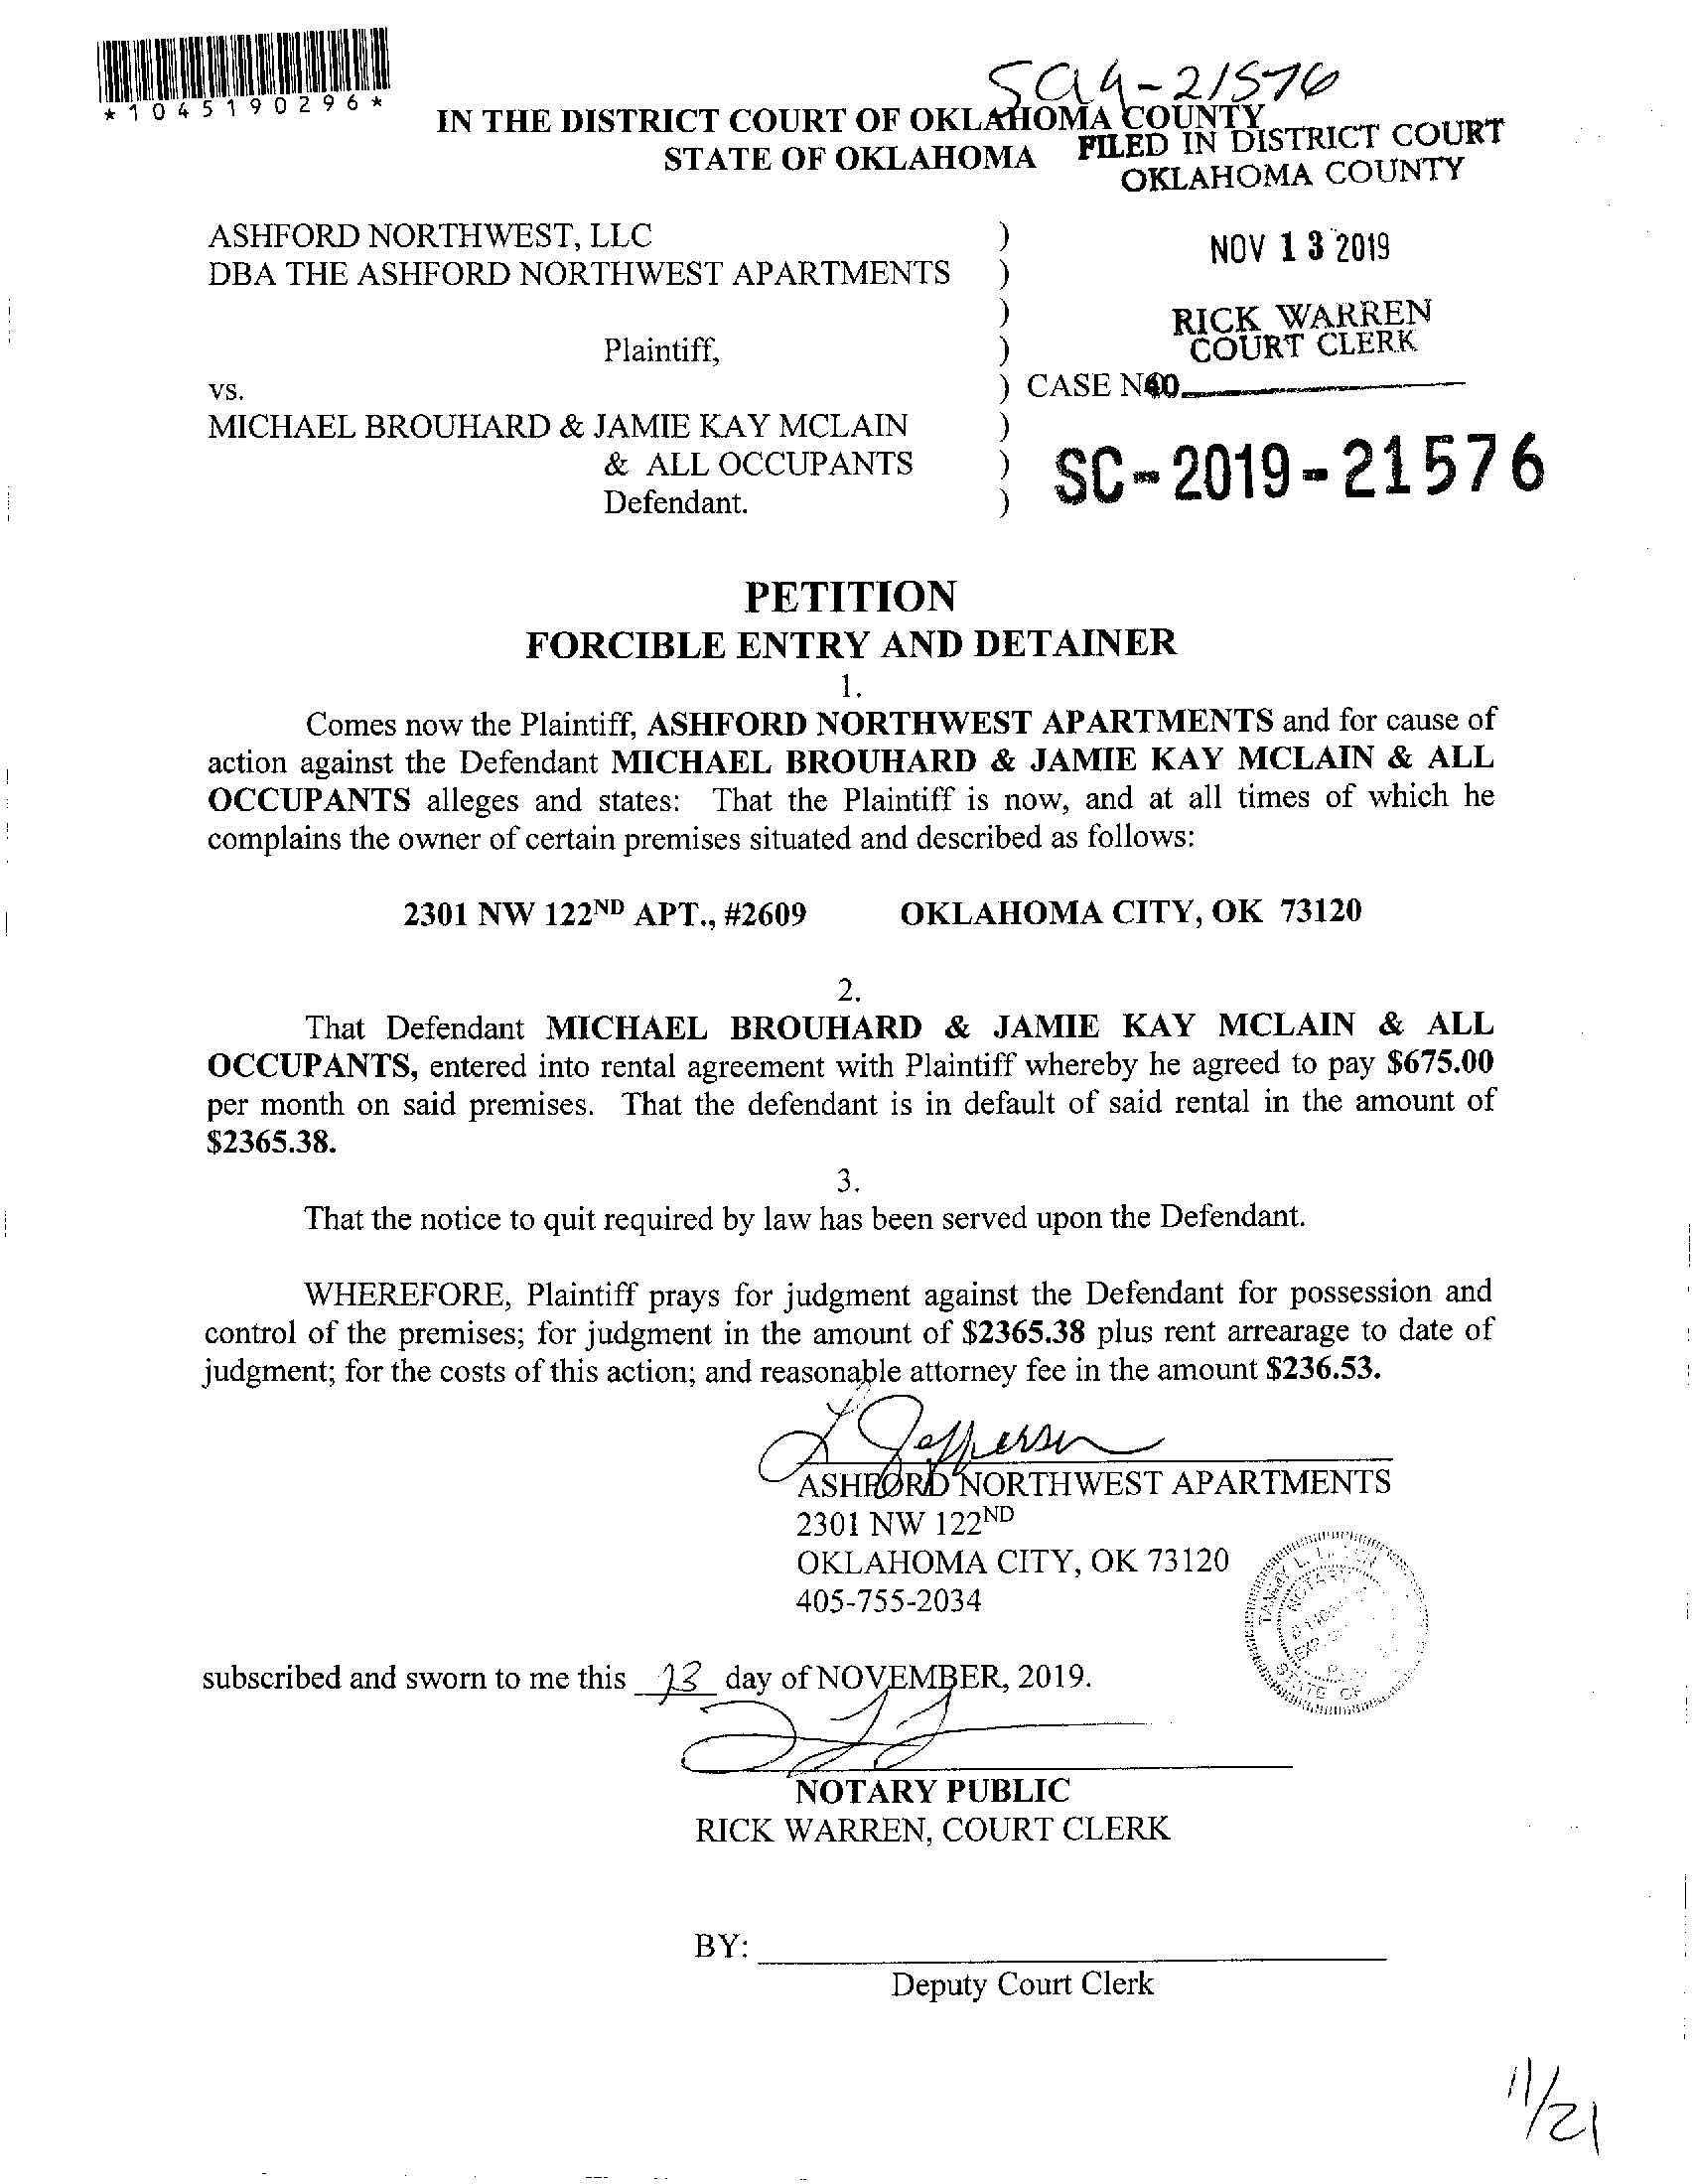 *1045190296*
SC19-21576
IN THE DISTRICT COURT OF OKLAHOMA COUNTY
STATE OF OKLAHOMA
FILED IN DISTRICT COURT
OKLAHOMA COUNTY
ASHFORD NORTHWEST, LLC )
DBA THE ASHFORD NORTHWEST APARTMENTS )
NOV 13 2019
)
RICK WARREN
COURT CLERK
Plaintiff, )
vs. ) CASE NO.
MICHAEL BROUHARD & JAMIE KAY MCLAIN )
& ALL OCCUPANTS )
SC-2019-21576
Defendant. )
PETITION
FORCIBLE ENTRY AND DETAINER
1.
Comes now the Plaintiff, ASHFORD NORTHWEST APARTMENTS and for cause of
action against the Defendant MICHAEL BROUHARD & JAMIE KAY MCLAIN & ALL
OCCUPANTS alleges and states: That the Plaintiff is now, and at all times of which he
complains the owner of certain premises situated and described as follows:
2301 NW 122ND APT., #2609 OKLAHOMA CITY, OK 73120
2.
That Defendant MICHAEL BROUHARD & JAMIE KAY MCLAIN & ALL
OCCUPANTS, entered into rental agreement with Plaintiff whereby he agreed to pay $675.00
per month on said premises. That the defendant is in default of said rental in the amount of
$2365.38.
3.
That the notice to quit required by law has been served upon the Defendant.
WHEREFORE, Plaintiff prays for judgment against the Defendant for possession and
control of the premises; for judgment in the amount of $2365.38 plus rent arrearage to date of
judgment; for the costs of this action; and reasonable attorney fee in the amount $236.53.
L Jefferson
ASHFORD NORTHWEST APARTMENTS
2301 NW 122ND
OKLAHOMA CITY, OK 73120
405-755-2034
STATE OF
subscribed and sworn to me this 13 day of NOVEMBER, 2019.
NOTARY PUBLIC
RICK WARREN, COURT CLERK
BY:
Deputy Court Clerk
11/21